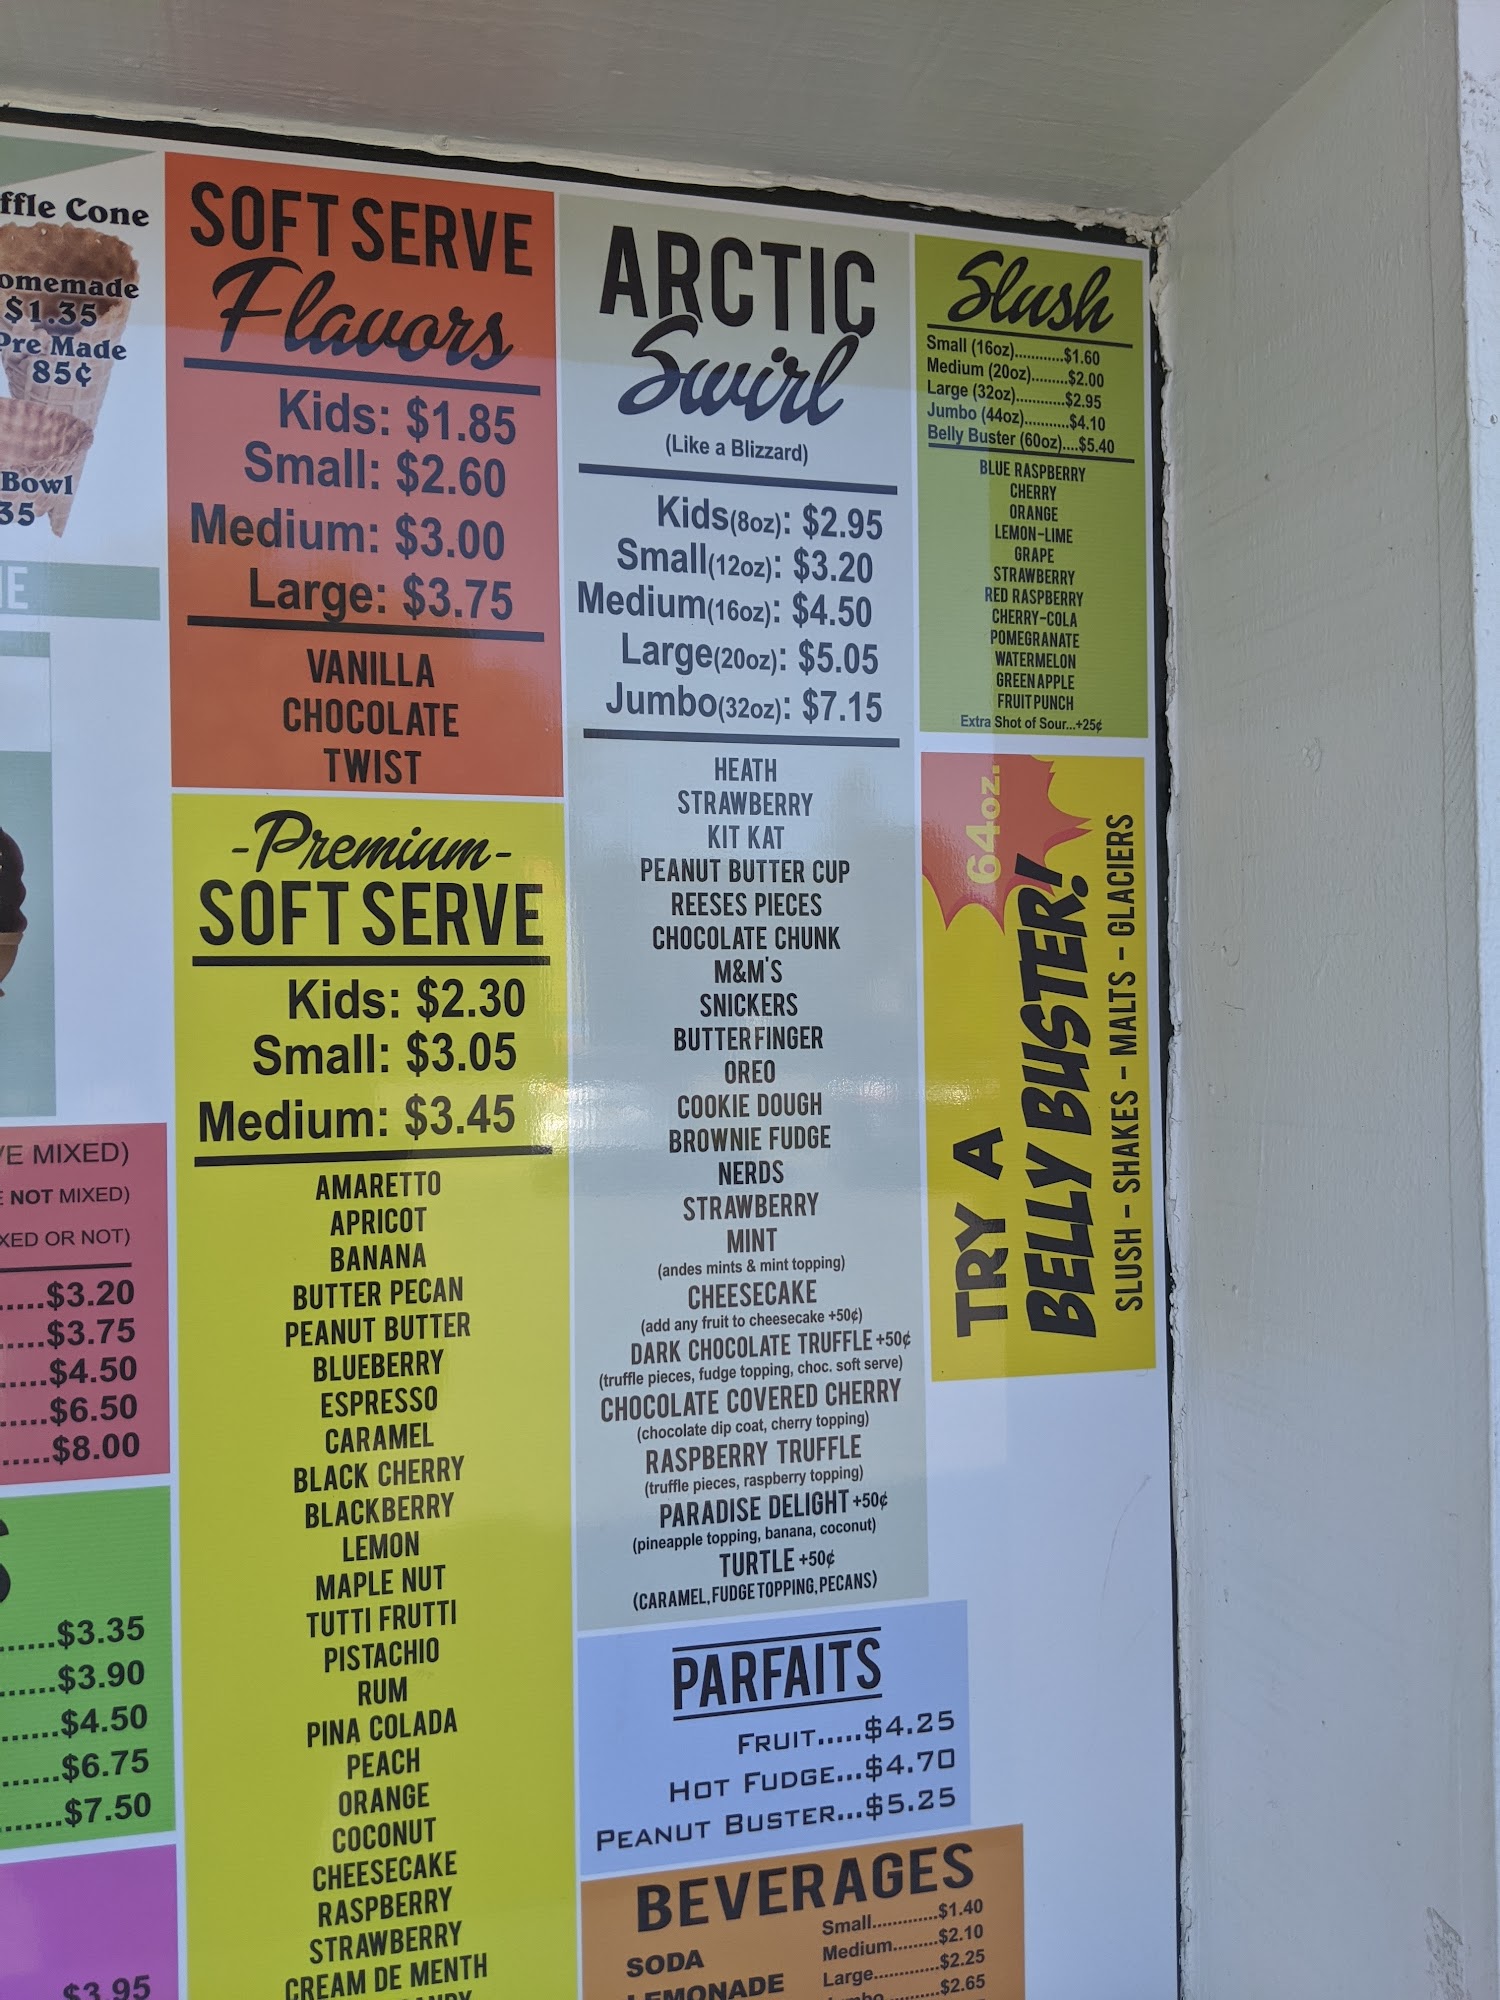 ffle Cone
omemade
$1.35
Pre Made
85¢
Bowl
35
E
E MIXED)
NOT MIXED)
XED OR NOT)
.....$3.20
.....$3.75
.....$4.50
.....$6.50
.....$8.00
S
......$3.35
......$3.90
......$4.50
......$6.75
......$7.50
$3.95
SOFT SERVE
Flavors
Kids: $1.85
Small: $2.60
Medium: $3.00
Large: $3.75
VANILLA
CHOCOLATE
TWIST
-Premium-
SOFT SERVE
Kids: $2.30
Small: $3.05
Medium: $3.45
AMARETTO
APRICOT
BANANA
BUTTER PECAN
PEANUT BUTTER
BLUEBERRY
ESPRESSO
CARAMEL
BLACK CHERRY
BLACKBERRY
LEMON
MAPLE NUT
TUTTI FRUTTI
PISTACHIO
RUM
PINA COLADA
PEACH
ORANGE
COCONUT
CHEESECAKE
RASPBERRY
STRAWBERRY
CREAM DE MENTH
ARCTIC
Swirl
(Like a Blizzard)
Kids(8oz): $2.95
Small(12oz): $3.20
Medium(16oz): $4.50
Large(20oz): $5.05
Jumbo(32oz): $7.15
HEATH
STRAWBERRY
KIT KAT
PEANUT BUTTER CUP
REESES PIECES
CHOCOLATE CHUNK
M&M'S
SNICKERS
BUTTERFINGER
OREO
COOKIE DOUGH
BROWNIE FUDGE
NERDS
STRAWBERRY
MINT
(andes mints & mint topping)
CHEESECAKE
(add any fruit to cheesecake +50¢)
DARK CHOCOLATE TRUFFLE +50¢
(truffle pieces, fudge topping, choc. soft serve)
CHOCOLATE COVERED CHERRY
(chocolate dip coat, cherry topping)
RASPBERRY TRUFFLE
(truffle pieces, raspberry topping)
PARADISE DELIGHT +50¢
(pineapple topping, banana, coconut)
TURTLE +50¢
(CARAMEL, FUDGE TOPPING, PECANS)
PARFAITS
FRUIT.....$4.25
HOT FUDGE...$4.70
PEANUT BUSTER...$5.25
BEVERAGES
SODA
LEMONADE
Small.............$1.40
Medium.........$2.10
Large.............$2.25
...........$2.65
Slush
Small (16oz)............$1.60
Medium (20oz).........$2.00
Large (32oz)............$2.95
Jumbo (44oz)...........$4.10
Belly Buster (60oz)....$5.40
BLUE RASPBERRY
CHERRY
ORANGE
LEMON-LIME
GRAPE
STRAWBERRY
RED RASPBERRY
CHERRY-COLA
POMEGRANATE
WATERMELON
GREEN APPLE
FRUIT PUNCH
Extra Shot of Sour...+25¢
64oz.
TRY A
BELLY BUSTER!
SLUSH - SHAKES - MALTS - GLACIERS